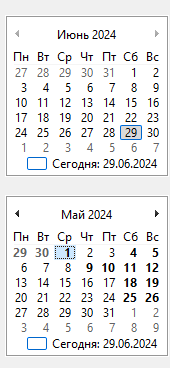 Июнь 2024
Пн Вт Ср Чт Пт Сб Вс
27 28 29 30 31 1 2
3 4 5 6 7 8 9
10 11 12 13 14 15 16
17 18 19 20 21 22 23
24 25 26 27 28 29 30
1 2 3 4 5 6 7
Сегодня: 29.06.2024
Май 2024
Пн Вт Ср Чт Пт Сб Вс
29 30 1 2 3 4 5
6 7 8 9 10 11 12
13 14 15 16 17 18 19
20 21 22 23 24 25 26
27 28 29 30 31 1 2
3 4 5 6 7 8 9
Сегодня: 29.06.2024